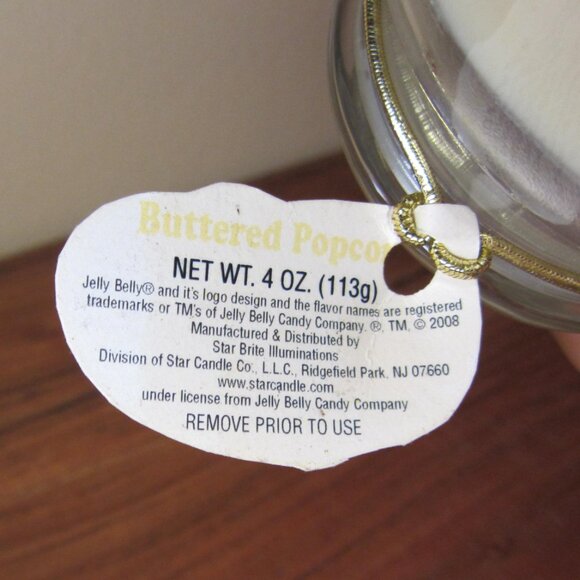 Buttered Popco
NET WT. 4 OZ. (113g)
Jelly Belly® and it's logo design and the flavor names are registered
trademarks or TM's of Jelly Belly Candy Company. ®, TM, © 2008
Manufactured & Distributed by
Star Brite Illuminations
Division of Star Candle Co., L.L.C., Ridgefield Park, NJ 07660
www.starcandle.com
under license from Jelly Belly Candy Company
REMOVE PRIOR TO USE